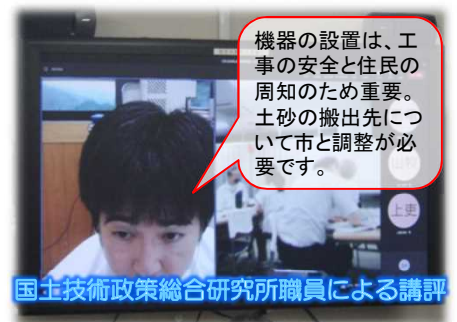 機器の設置は、工
事の安全と住民の
周知のため重要。
土砂の搬出先につ
いて市と調整が必
要です。
上更
国土技術政策総合研究所職員による講評